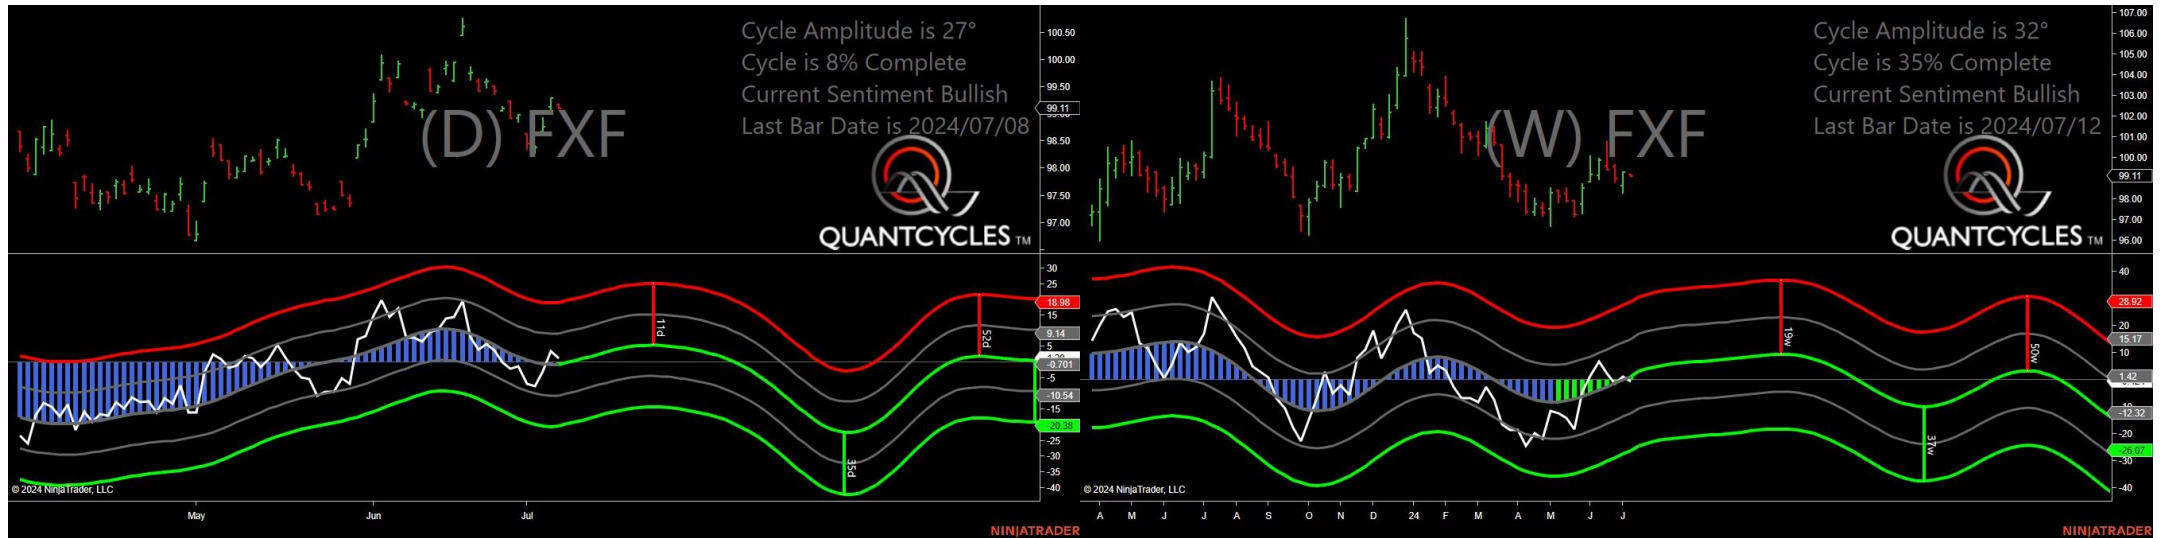 Cycle Amplitude is 27°
Cycle is 8% Complete
Current Sentiment Bullish
Last Bar Date is 2024/07/08
(D) FXF
QUANTCYCLES TM
100.50
100.00
99.50
99.11
98.50
98.00
97.50
97.00
30
25
18.98
15
9.14
5
-0.701
-5
-10.54
-15
-20.38
-25
-30
-35
-40
11d
35d
52d
© 2024 NinjaTrader, LLC
May Jun Jul
NINJATRADER
Cycle Amplitude is 32°
Cycle is 35% Complete
Current Sentiment Bullish
Last Bar Date is 2024/07/12
(W) FXF
QUANTCYCLES TM
107.00
106.00
105.00
104.00
103.00
102.00
101.00
100.00
99.11
98.00
97.00
96.00
40
28.92
20
15.17
10
1.42
-12.32
-20
-26.07
-30
-40
19w
37w
50w
© 2024 NinjaTrader, LLC
A M J J A S O N D 24 F M A M J J
NINJATRADER